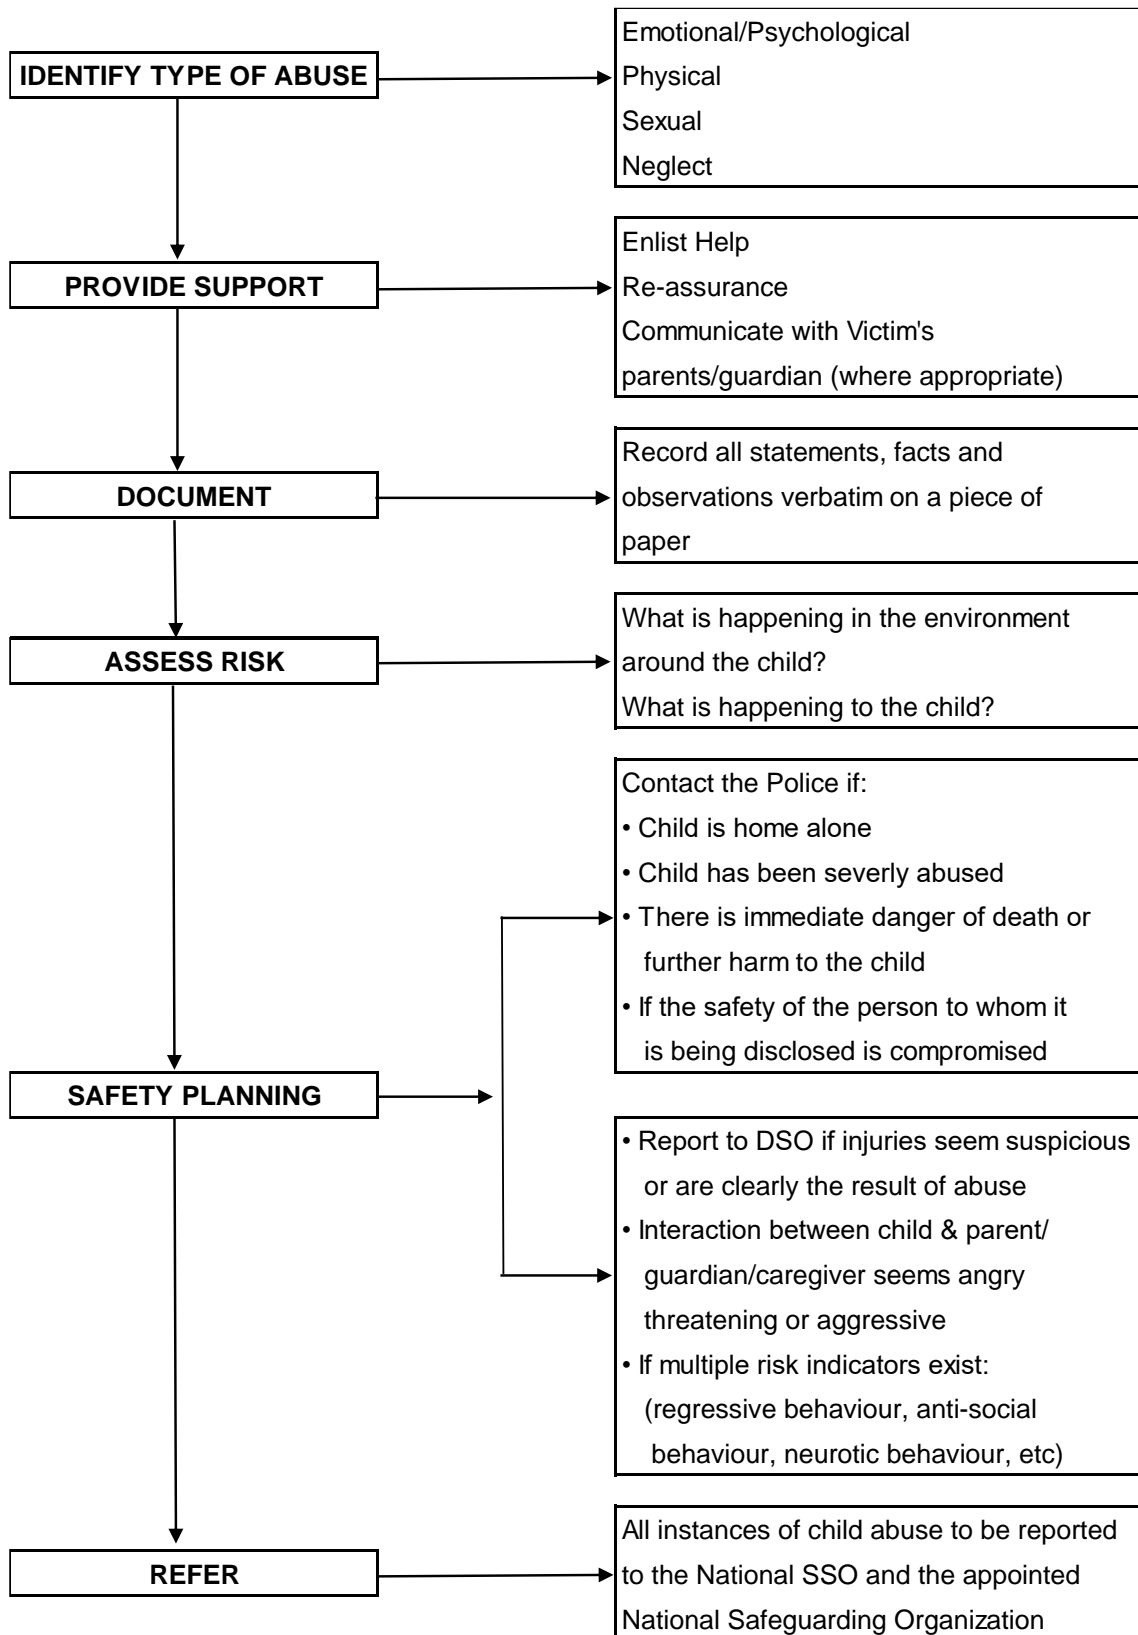 IDENTIFY TYPE OF ABUSE
Emotional/Psychological
Physical
Sexual
Neglect
PROVIDE SUPPORT
Enlist Help
Re-assurance
Communicate with Victim's
parents/guardian (where appropriate)
DOCUMENT
Record all statements, facts and
observations verbatim on a piece of
paper
ASSESS RISK
What is happening in the environment
around the child?
What is happening to the child?
SAFETY PLANNING
Contact the Police if:
• Child is home alone
• Child has been severly abused
• There is immediate danger of death or
further harm to the child
• If the safety of the person to whom it
is being disclosed is compromised
• Report to DSO if injuries seem suspicious
or are clearly the result of abuse
• Interaction between child & parent/
guardian/caregiver seems angry
threatening or aggressive
• If multiple risk indicators exist:
(regressive behaviour, anti-social
behaviour, neurotic behaviour, etc)
REFER
All instances of child abuse to be reported
to the National SSO and the appointed
National Safeguarding Organization